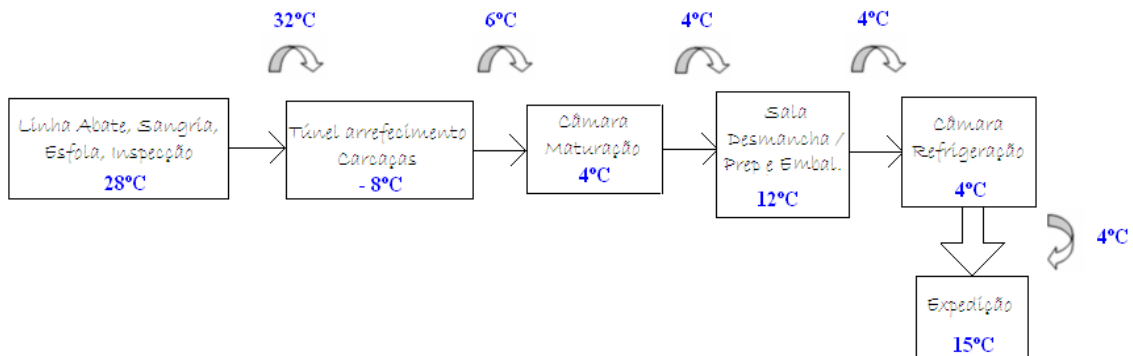 32ºC
6ºC
4ºC
4ºC
Linha Abate, Sangria,
Esfola, Inspecção
28ºC
Túnel arrefecimento
Carcaças
- 8ºC
Câmara
Maturação
4ºC
Sala
Desmancha /
Prep e Embal.
12ºC
Câmara
Refrigeração
4ºC
4ºC
Expedição
15ºC